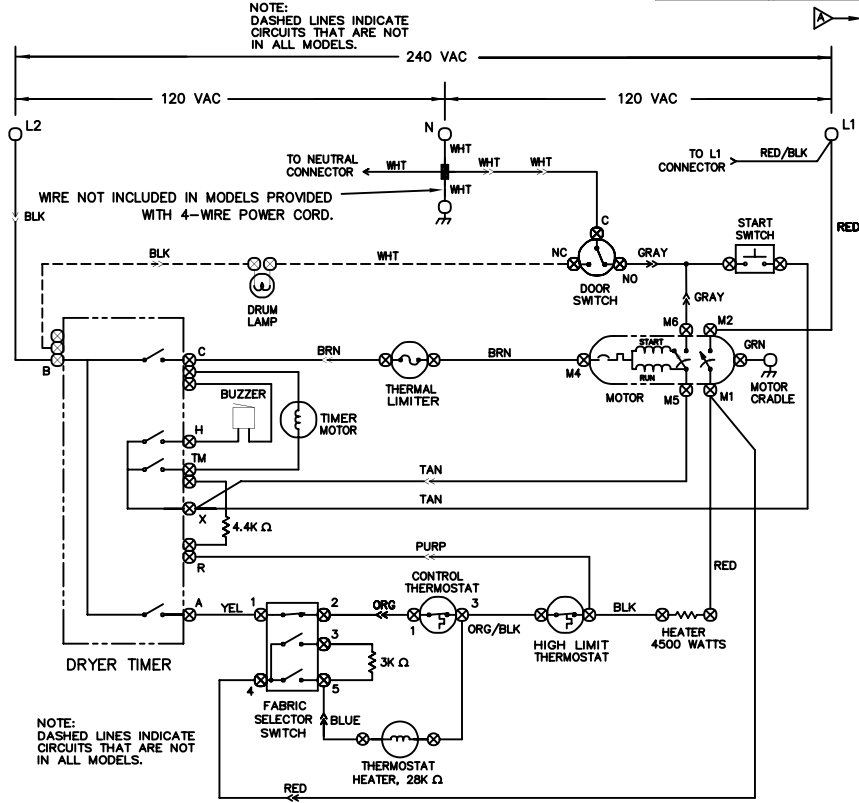 NOTE:
DASHED LINES INDICATE
CIRCUITS THAT ARE NOT
IN ALL MODELS.
A
240 VAC
120 VAC
120 VAC
L2
N
L1
WHT
TO NEUTRAL
CONNECTOR
WHT
WHT
WHT
TO L1
CONNECTOR
RED/BLK
WIRE NOT INCLUDED IN MODELS PROVIDED
WITH 4-WIRE POWER CORD.
WHT
BLK
C
START
SWITCH
RED
BLK
WHT
NC
GRAY
NO
DOOR
SWITCH
DRUM
LAMP
GRAY
M6
M2
START
GRN
B
C
BRN
BRN
M4
RUN
THERMAL
LIMITER
MOTOR
M5
M1
MOTOR
CRADLE
BUZZER
TIMER
MOTOR
H
TM
TAN
X
TAN
4.4K Ω
R
PURP
RED
CONTROL
THERMOSTAT
A
YEL
1
2
ORG
1
3
ORG/BLK
BLK
HIGH LIMIT
THERMOSTAT
HEATER
4500 WATTS
3
3K Ω
DRYER TIMER
4
5
FABRIC
SELECTOR
SWITCH
BLUE
NOTE:
DASHED LINES INDICATE
CIRCUITS THAT ARE NOT
IN ALL MODELS.
THERMOSTAT
HEATER, 28K Ω
RED